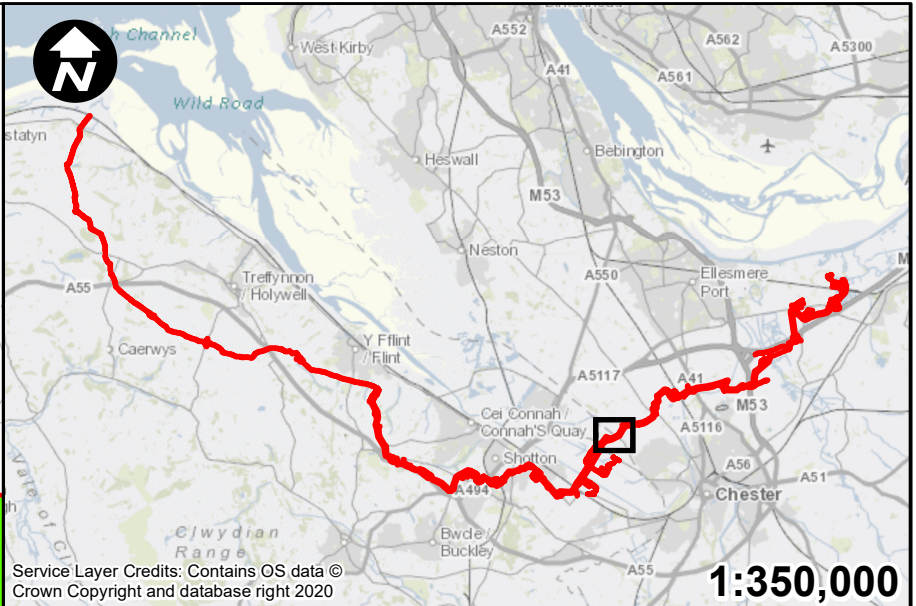 N
h Channel
West Kirby
A552
A562
A41
A5300
A561
Wild Road
statyn
Heswall
Bebington
M53
Neston
A550
Ellesmere
Port
M
A55
Treffynnon
/ Holywell
Caerwys
Y Fflint
/ Flint
A5117
A41
M53
Cei Connah /
Connah'S Quay
A5116
Shotton
A56
A51
A494
Chester
gh
Clwydian
Range
Bwcle /
Buckley
A55
Service Layer Credits: Contains OS data ©
Crown Copyright and database right 2020
1:350,000